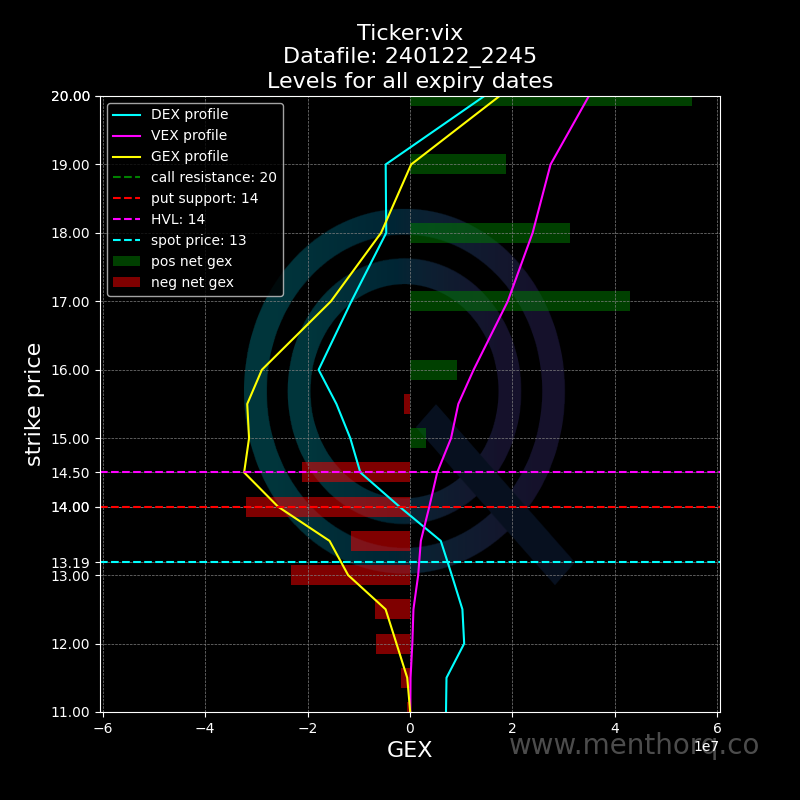 Ticker:vix
Datafile: 240122_2245
Levels for all expiry dates
DEX profile
VEX profile
GEX profile
call resistance: 20
put support: 14
HVL: 14
spot price: 13
pos net gex
neg net gex
20.00
19.00
18.00
17.00
16.00
15.00
14.50
14.00
13.19
13.00
12.00
11.00
strike price
−6 −4 −2 0 2 4 6
1e7
GEX
www.menthorq.co